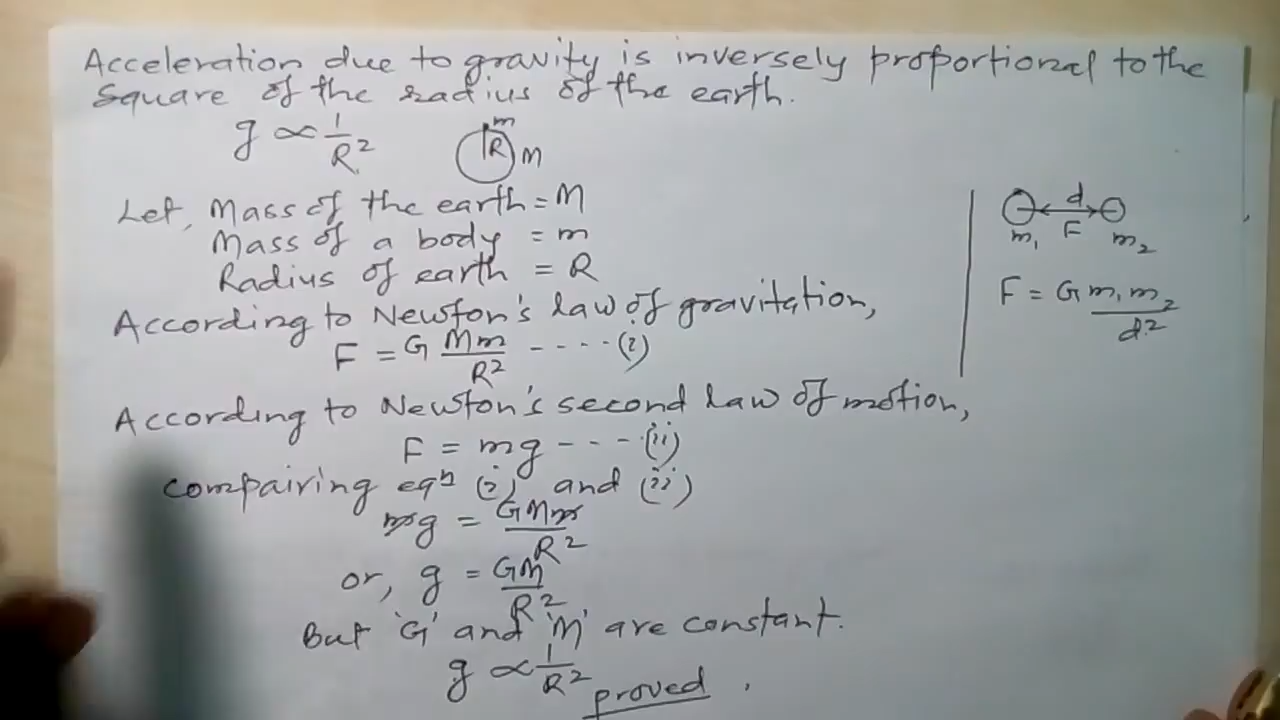 Acceleration due to gravity is inversely proportional to the
square of the radius of the earth.
g ∝ 1/R²
m
R M
Let, Mass of the earth = M
Mass of a body = m
Radius of earth = R
According to Newton's law of gravitation,
F = G Mm/R² - - - - - (i)
According to Newton's second law of motion,
F = mg - - - - (ii)
compairing eqⁿ (i) and (ii)
mg = GMm/R²
or, g = GM/R²
But 'G' and 'M' are constant.
g ∝ 1/R² proved .
d
F
m₁ m₂
F = G m₁ m₂/d²